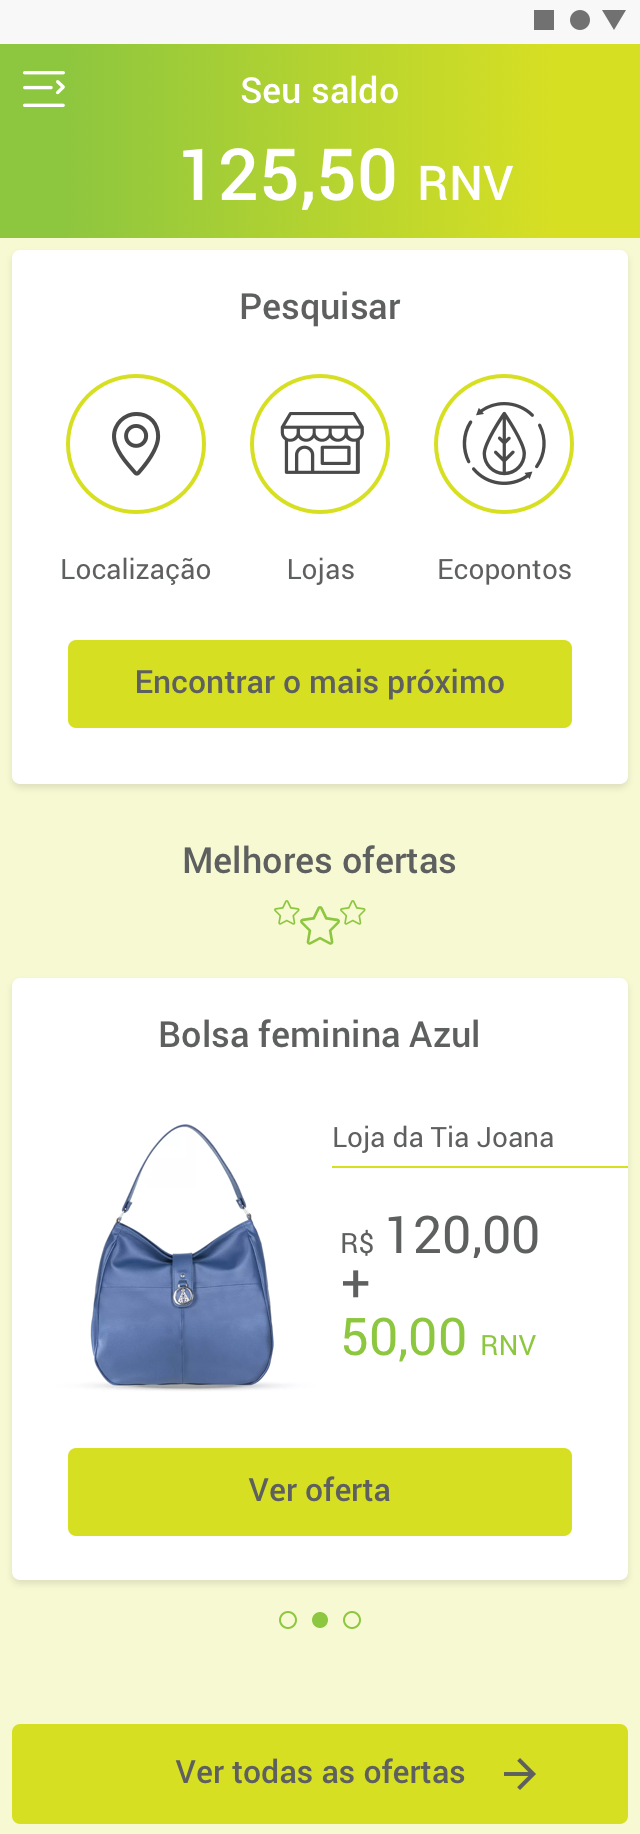 Seu saldo
125,50 RNV
Pesquisar
Localização Lojas Ecopontos
Encontrar o mais próximo
Melhores ofertas
Bolsa feminina Azul
Loja da Tia Joana
R$ 120,00
+
50,00 RNV
Ver oferta
Ver todas as ofertas